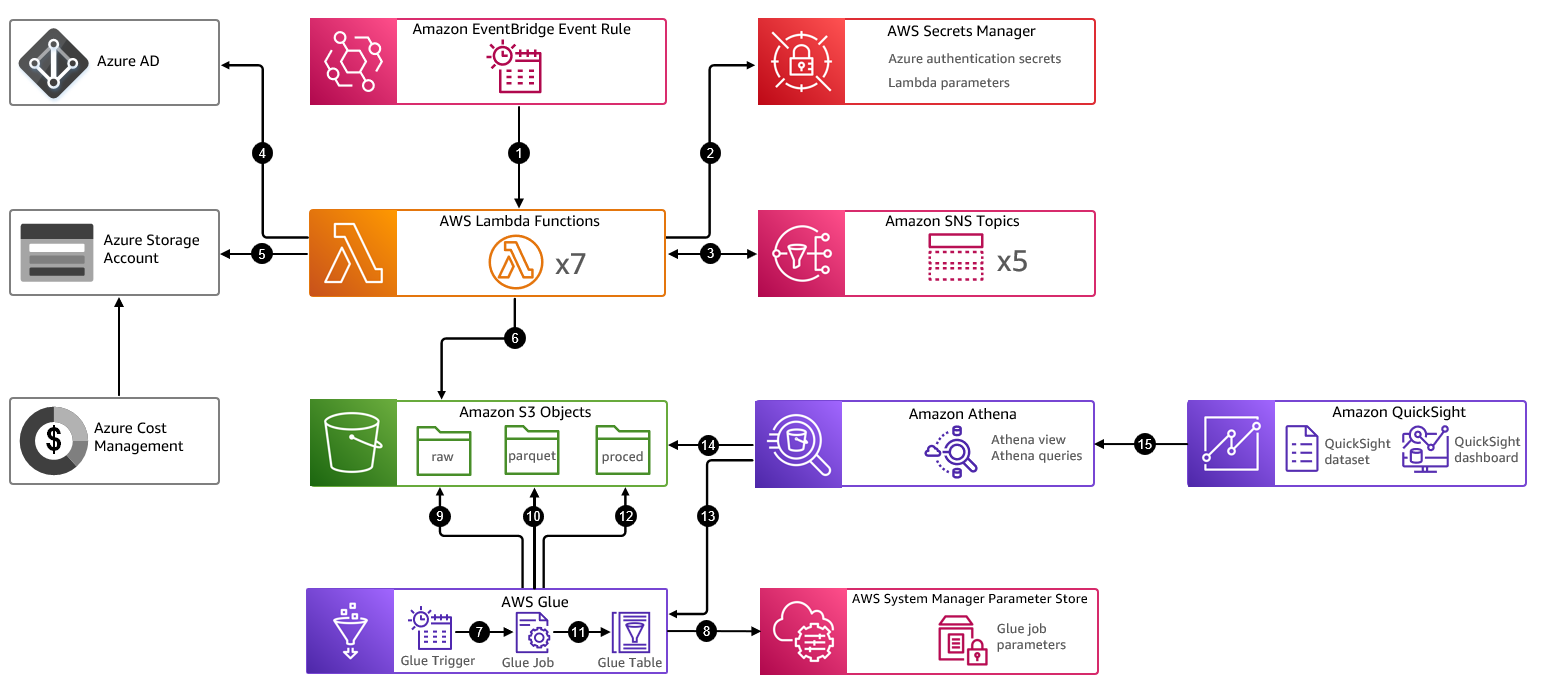 Azure AD
Amazon EventBridge Event Rule
AWS Secrets Manager
Azure authentication secrets
Lambda parameters
4
1
2
Azure Storage
Account
5
AWS Lambda Functions
x7
3
Amazon SNS Topics
x5
6
Azure Cost
Management
$
Amazon S3 Objects
raw
parquet
proced
14
Amazon Athena
Athena view
Athena queries
15
Amazon QuickSight
QuickSight
dataset
QuickSight
dashboard
9
10
12
13
AWS Glue
7
11
Glue Trigger
Glue Job
Glue Table
8
AWS System Manager Parameter Store
Glue job
parameters